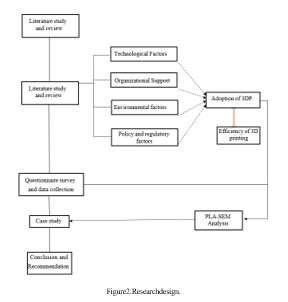 Literature study
and review
Technological Factors
Literature study
and review
Organizational Support
Adoption of 3DP
Environmental factors
Policy and regulatory
factors
Efficiency of 3D
printing
Questionnaire survey
and data collection
Case study
PLA-SEM
Analysis
Conclusion and
Recommendation
Figure2.Researchdesign.